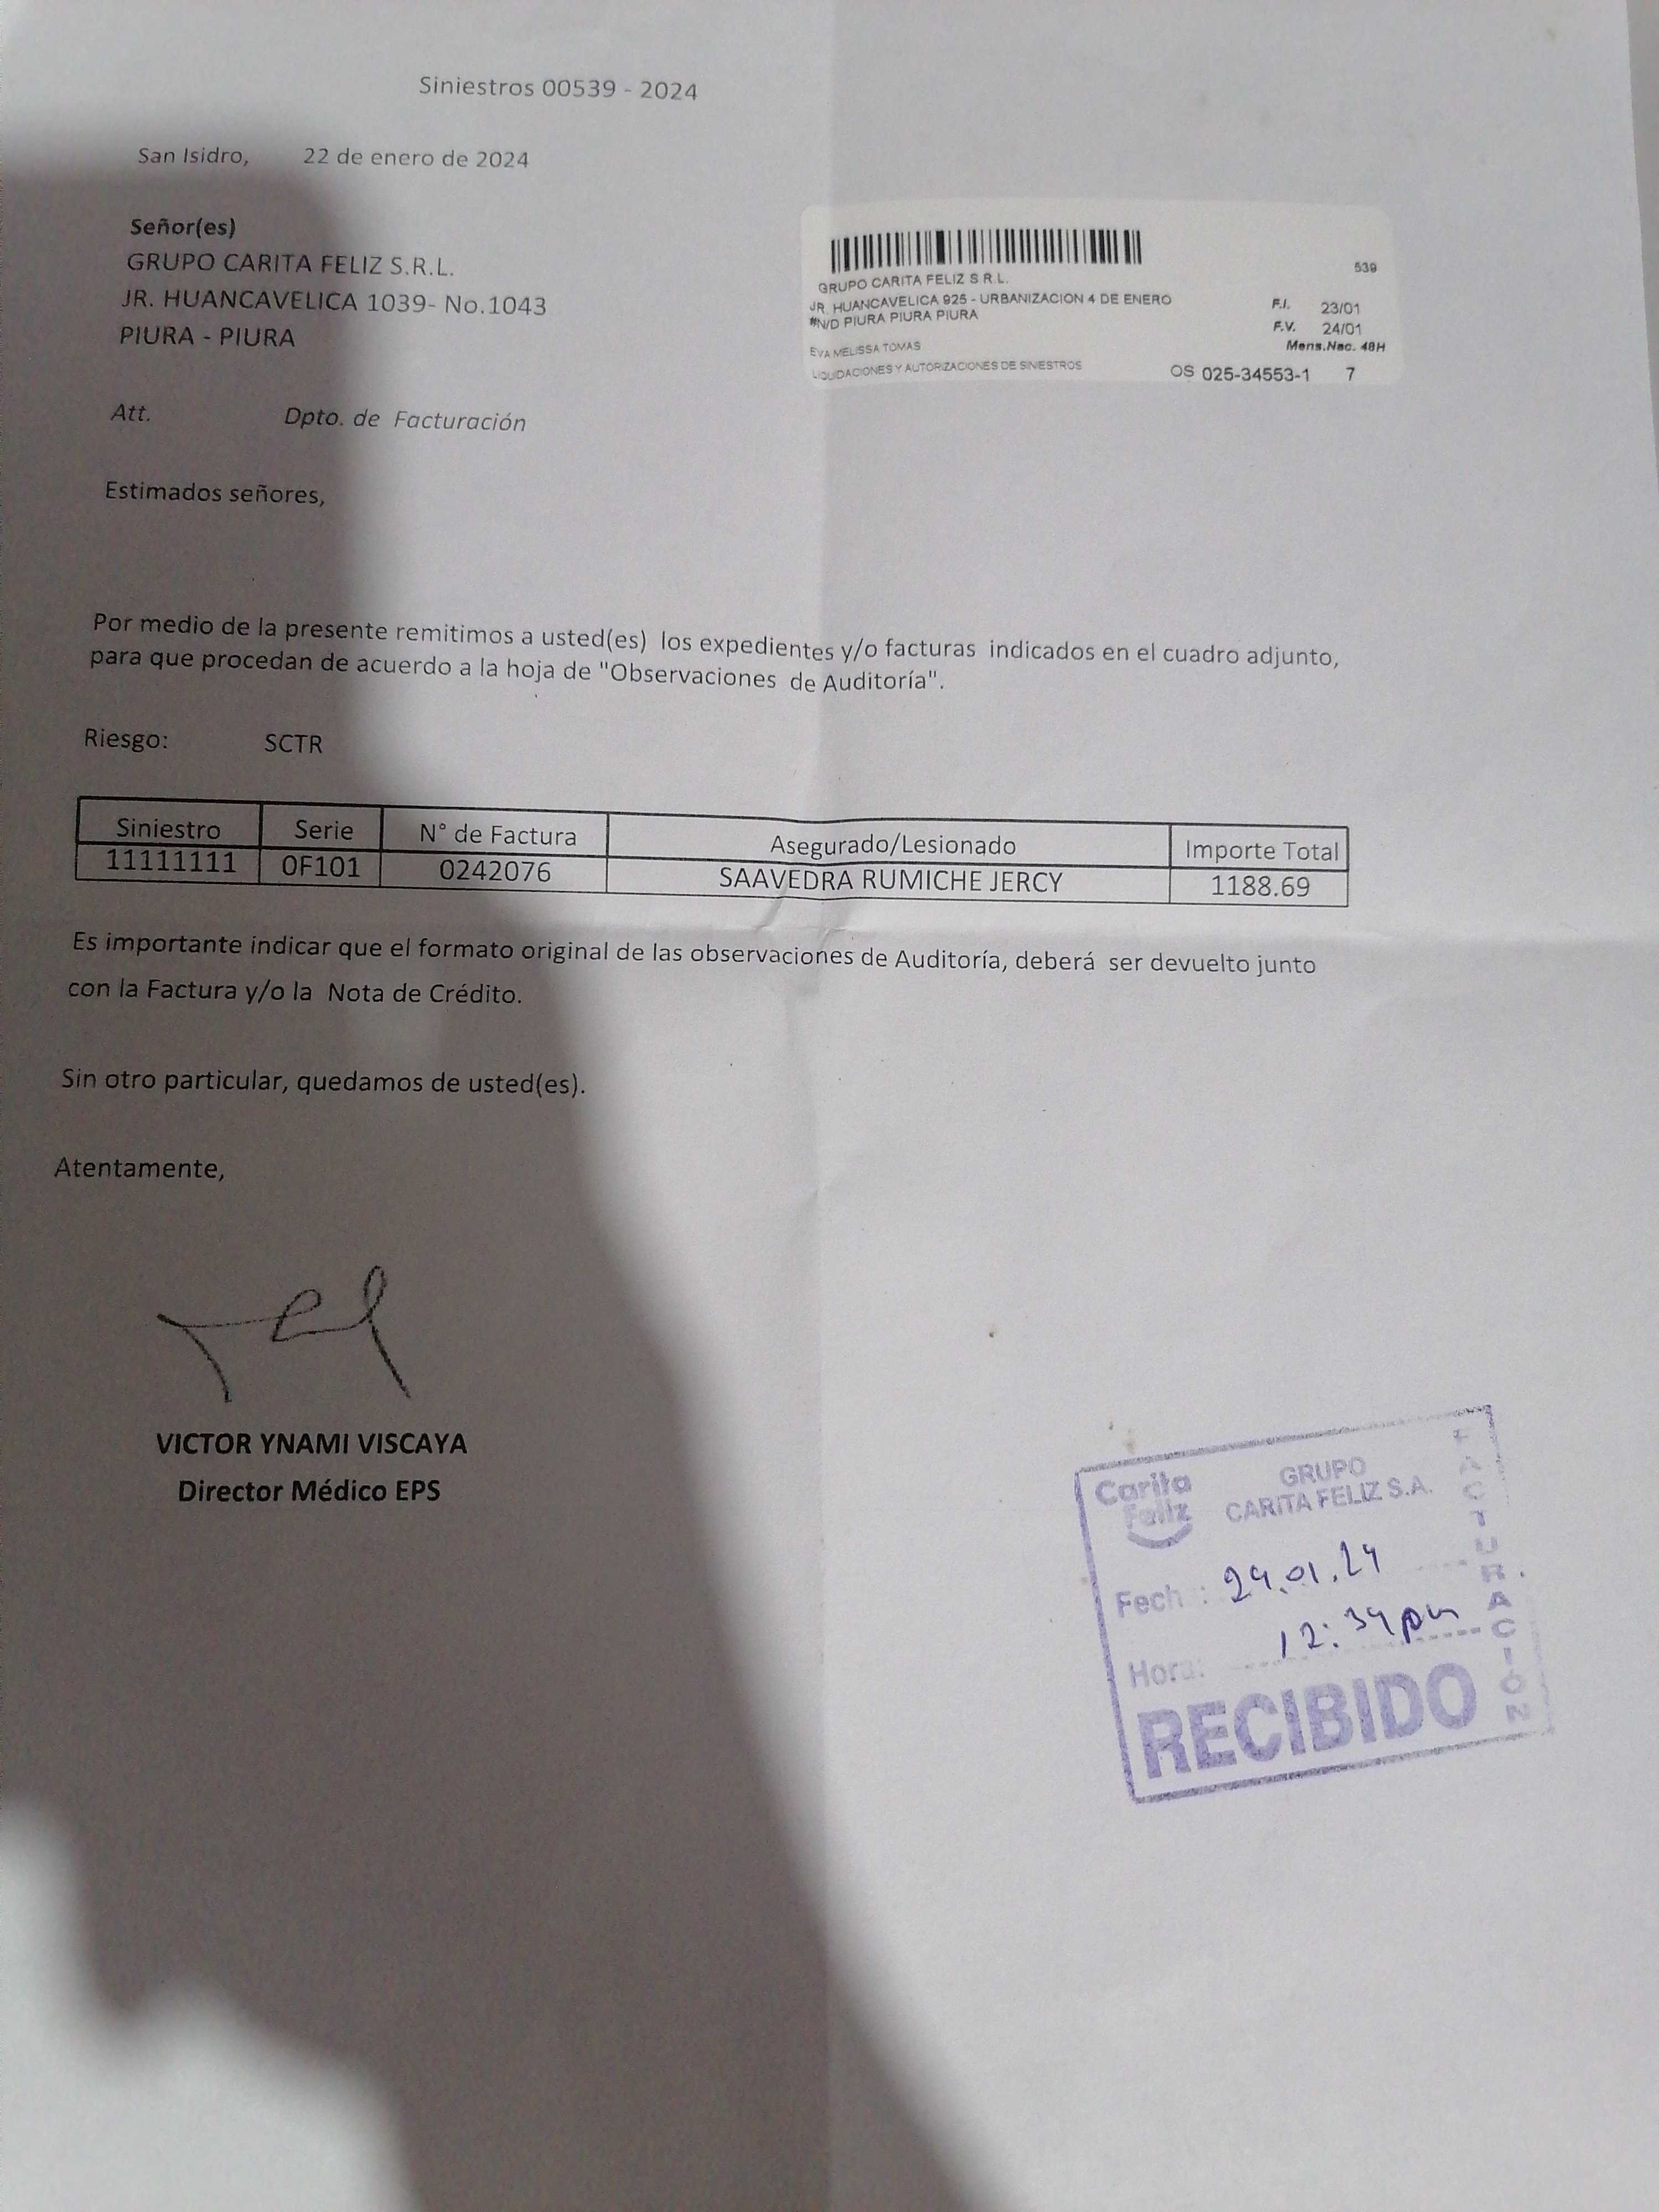 Siniestros 00539 - 2024
San Isidro, 22 de enero de 2024
Señor(es)
GRUPO CARITA FELIZ S.R.L.
JR. HUANCAVELICA 1039- No.1043
PIURA - PIURA
539
GRUPO CARITA FELIZ S R.L.
JR. HUANCAVELICA 925 - URBANIZACION 4 DE ENERO
#N/D PIURA PIURA PIURA
F.I. 23/01
F.V. 24/01
Mens.Nac. 48H
EVA MELISSA TOMAS
LIQUIDACIONES Y AUTORIZACIONES DE SINIESTROS
OS 025-34553-1 7
Att. Dpto. de Facturación
Estimados señores,
Por medio de la presente remitimos a usted(es) los expedientes y/o facturas indicados en el cuadro adjunto,
para que procedan de acuerdo a la hoja de "Observaciones de Auditoría".
Riesgo: SCTR
Siniestro Serie N° de Factura Asegurado/Lesionado Importe Total
11111111 0F101 0242076 SAAVEDRA RUMICHE JERCY 1188.69
Es importante indicar que el formato original de las observaciones de Auditoría, deberá ser devuelto junto
con la Factura y/o la Nota de Crédito.
Sin otro particular, quedamos de usted(es).
Atentamente,
VICTOR YNAMI VISCAYA
Director Médico EPS
Carita
Feliz
GRUPO
CARITA FELIZ S.A.
Fech : 29.01.24
Hora: 12:34 pm
RECIBIDO
FACTURACIÓN